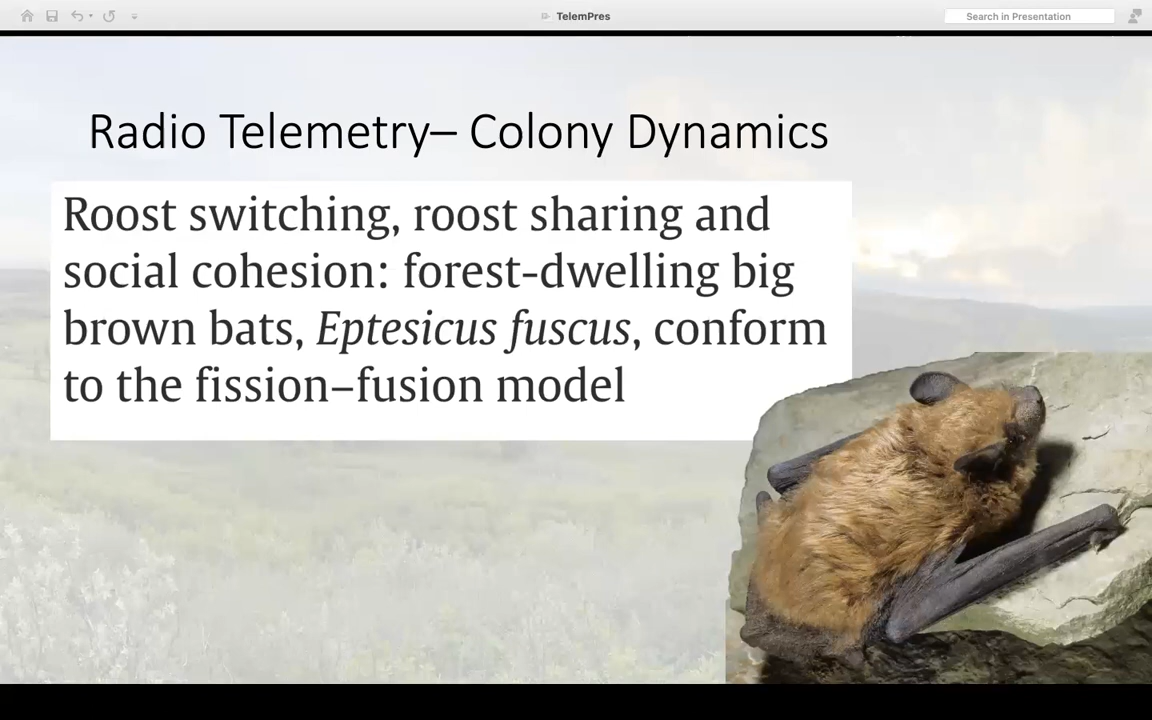 TelemPres
Search in Presentation
Radio Telemetry– Colony Dynamics
Roost switching, roost sharing and
social cohesion: forest-dwelling big
brown bats, Eptesicus fuscus, conform
to the fission–fusion model